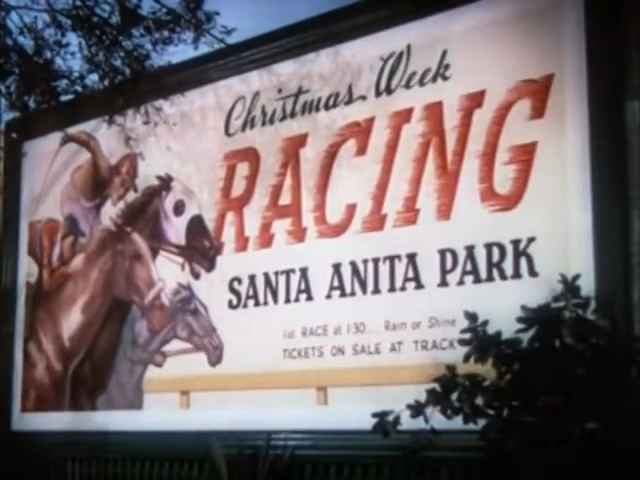 Christmas Week
RACING
SANTA ANITA PARK
1st RACE at 1:30.... Rain or Shine
TICKETS ON SALE AT TRACK